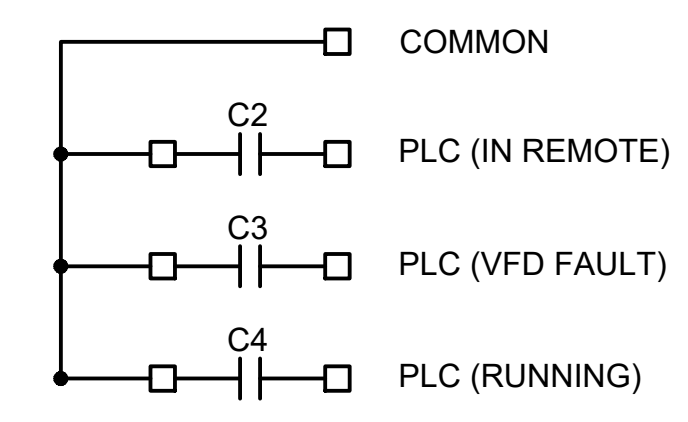 COMMON
C2
PLC (IN REMOTE)
C3
PLC (VFD FAULT)
C4
PLC (RUNNING)